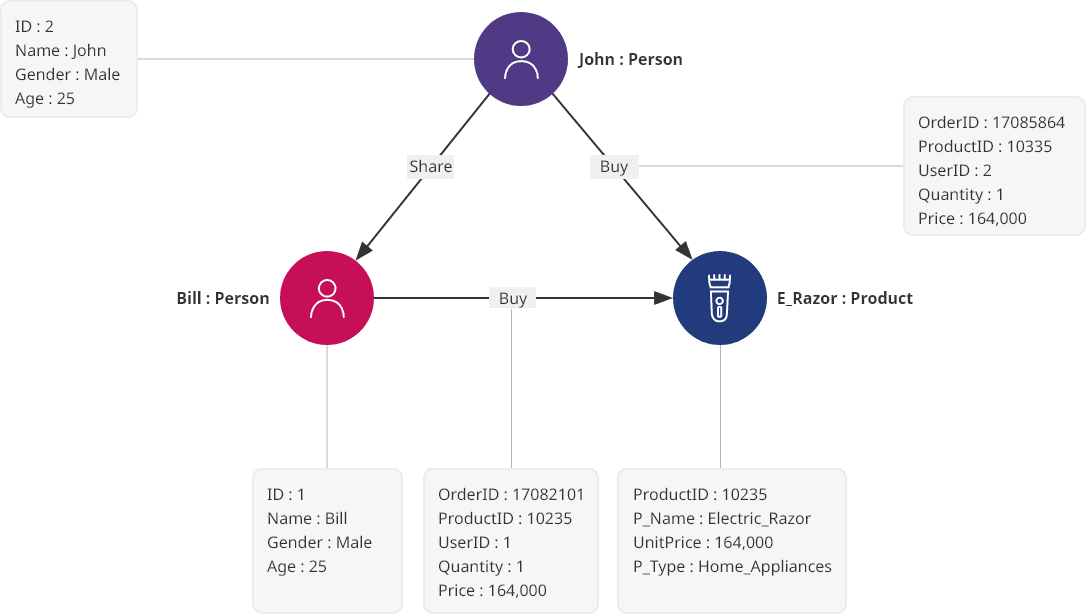 ID : 2
Name : John
Gender : Male
Age : 25
John : Person
OrderID : 17085864
ProductID : 10335
UserID : 2
Quantity : 1
Price : 164,000
Share
Buy
Bill : Person
Buy
E_Razor : Product
ID : 1
Name : Bill
Gender : Male
Age : 25
OrderID : 17082101
ProductID : 10235
UserID : 1
Quantity : 1
Price : 164,000
ProductID : 10235
P_Name : Electric_Razor
UnitPrice : 164,000
P_Type : Home_Appliances